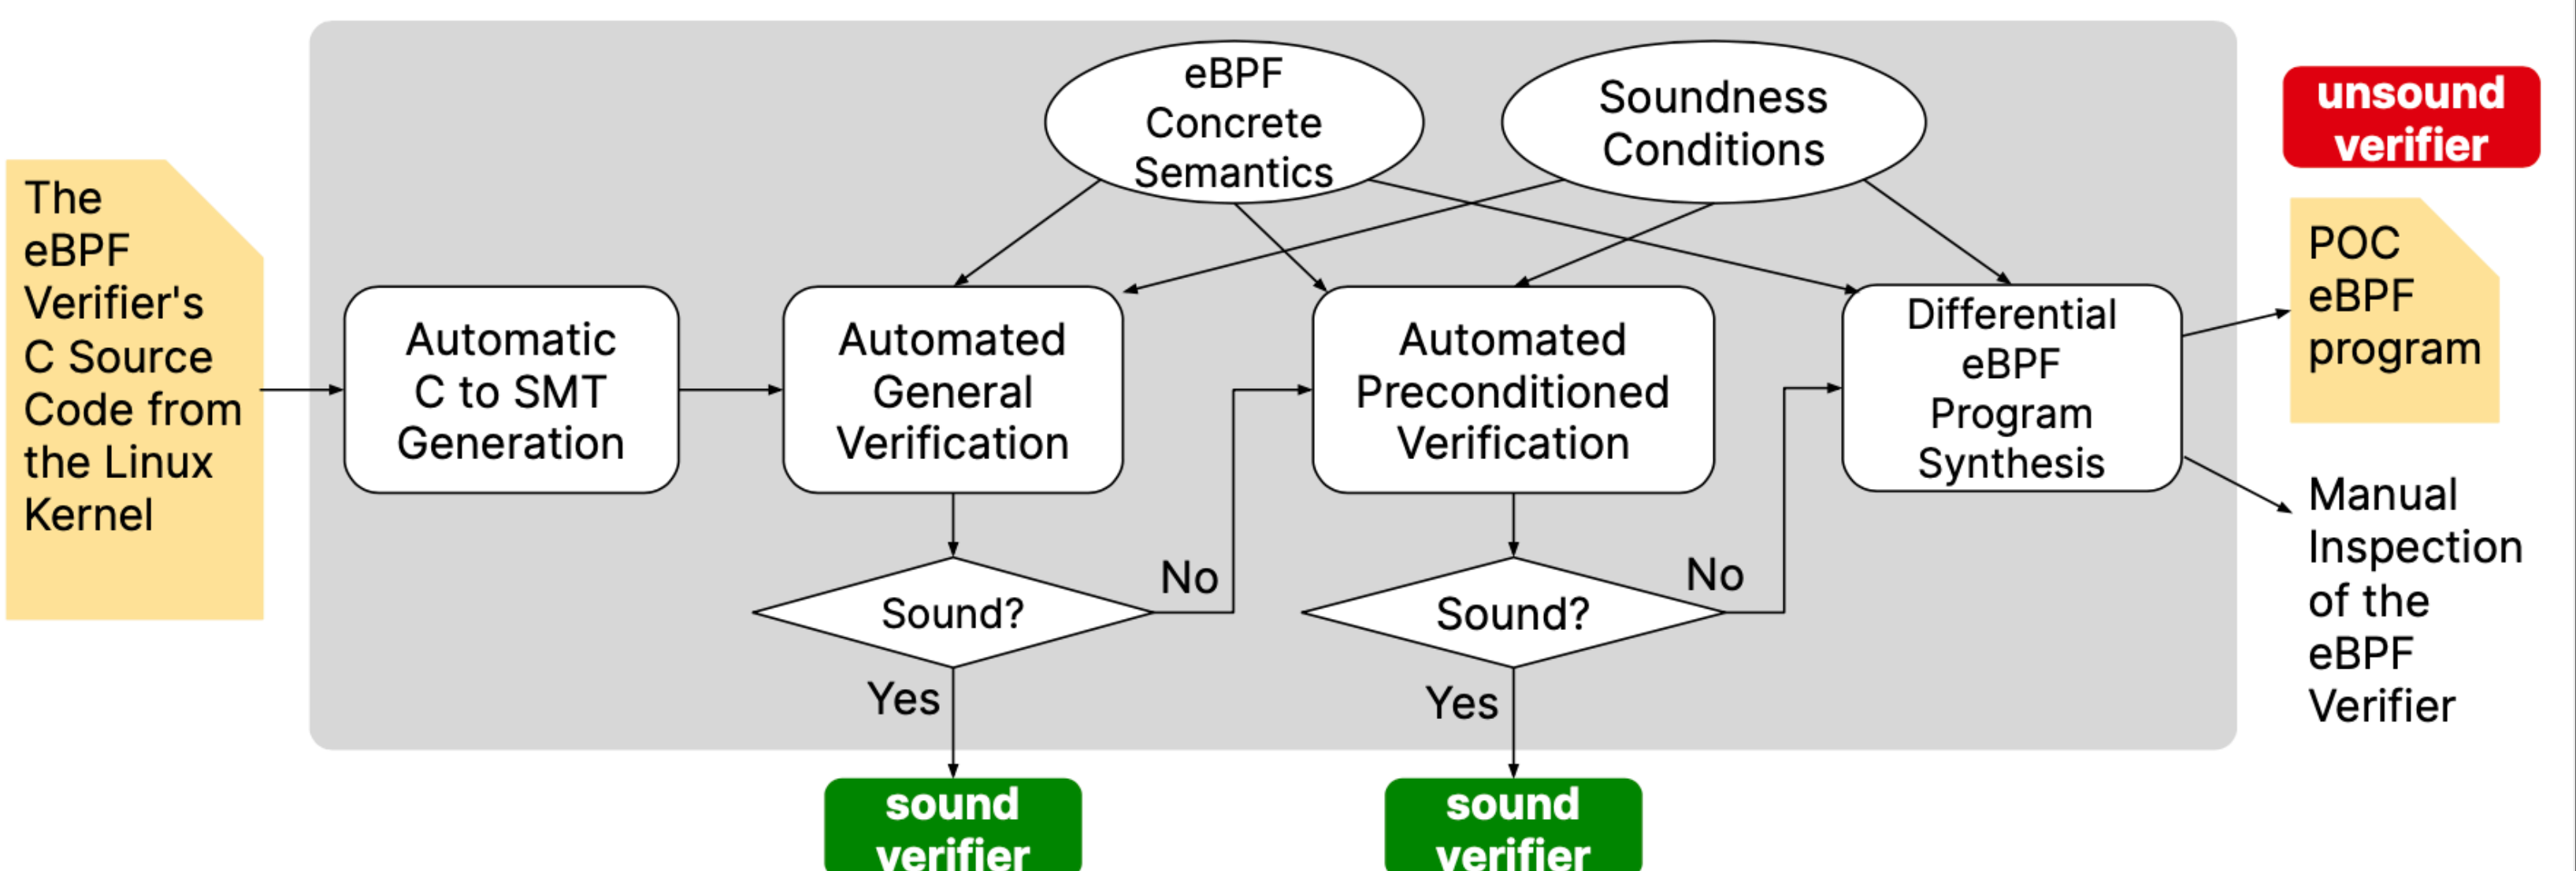 The
eBPF
Verifier's
C Source
Code from
the Linux
Kernel
eBPF
Concrete
Semantics
Soundness
Conditions
Automatic
C to SMT
Generation
Automated
General
Verification
Automated
Preconditioned
Verification
Differential
eBPF
Program
Synthesis
Sound?
No
Yes
Sound?
No
Yes
sound
verifier
sound
verifier
unsound
verifier
POC
eBPF
program
Manual
Inspection
of the
eBPF
Verifier